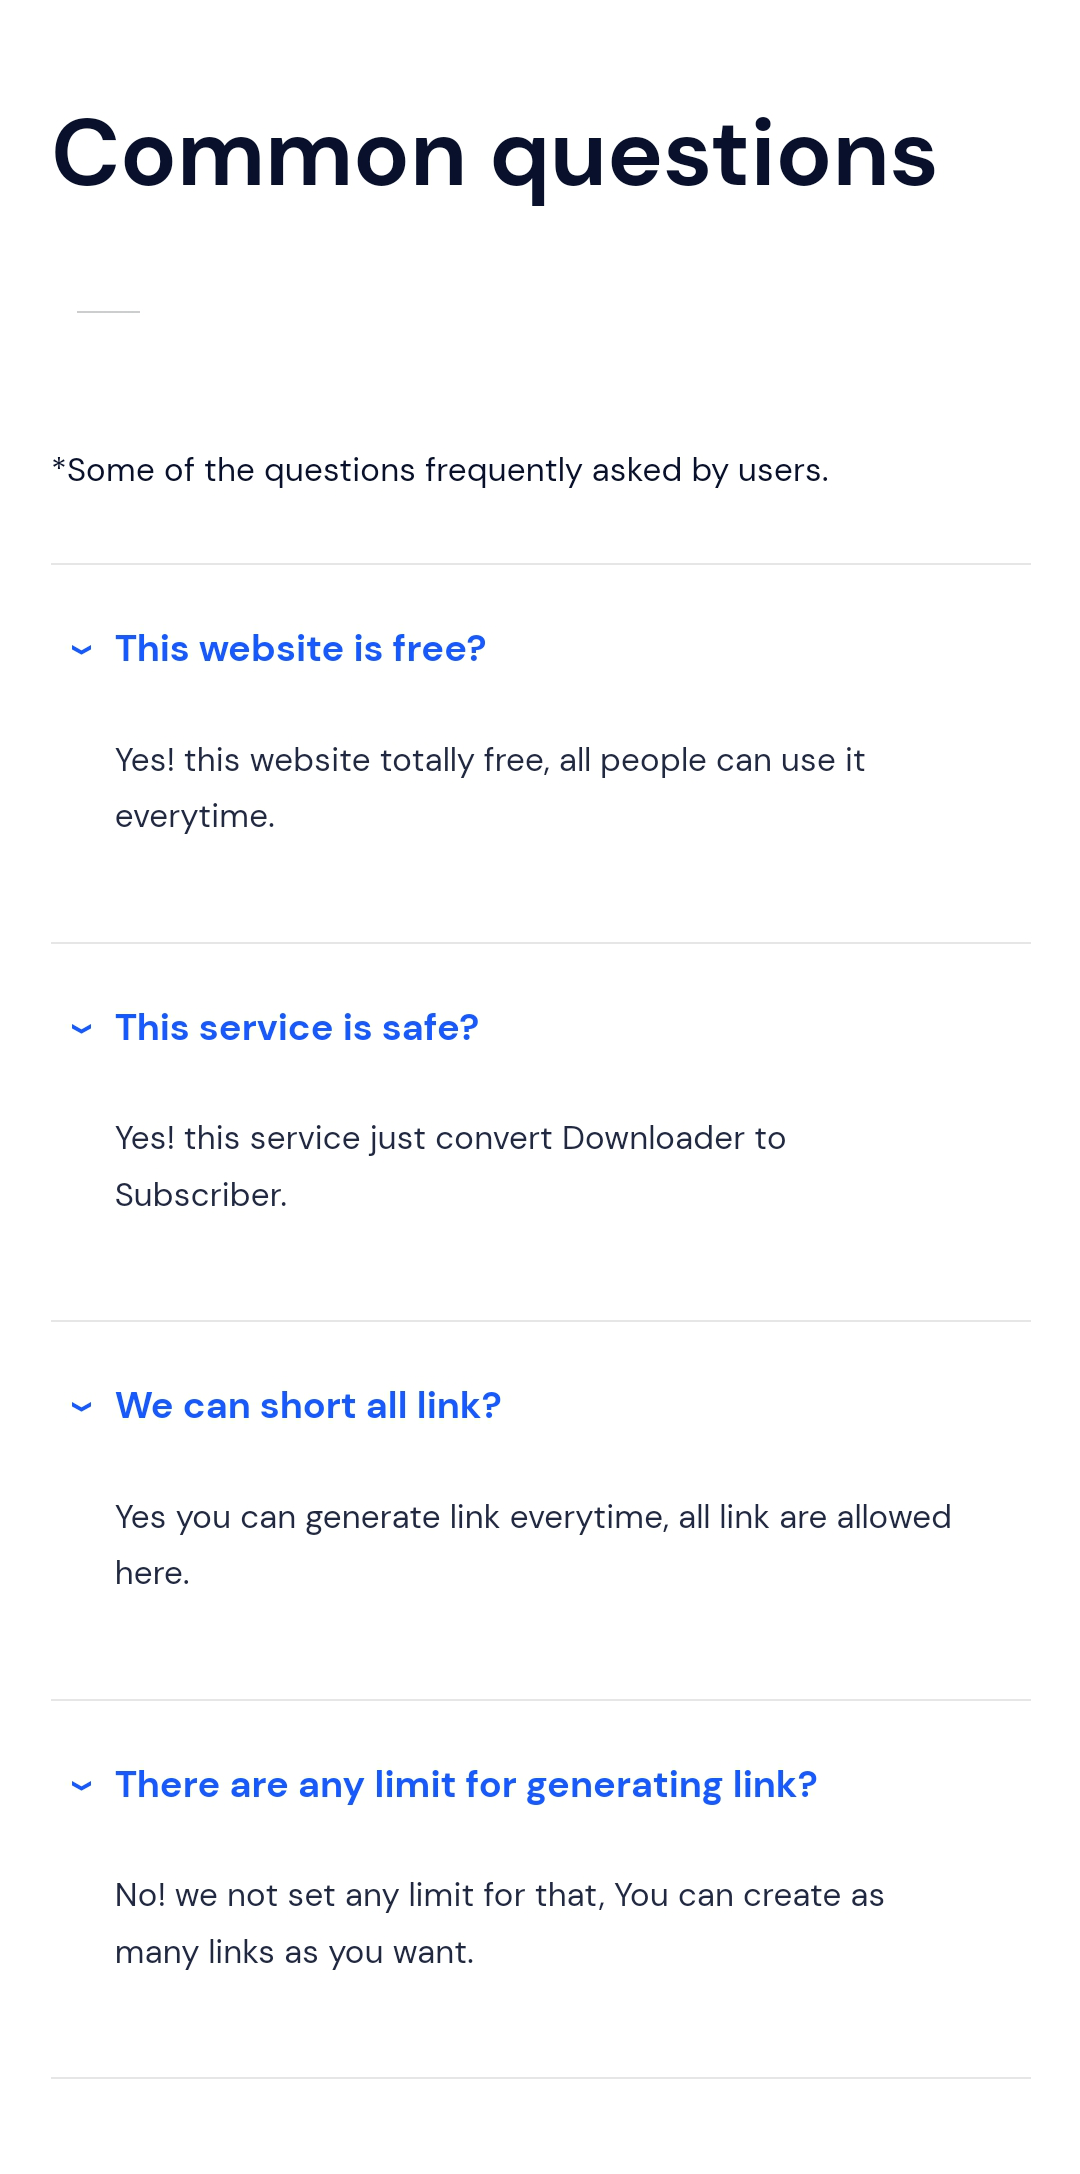 Common questions
*Some of the questions frequently asked by users.
This website is free?
Yes! this website totally free, all people can use it
everytime.
This service is safe?
Yes! this service just convert Downloader to
Subscriber.
We can short all link?
Yes you can generate link everytime, all link are allowed
here.
There are any limit for generating link?
No! we not set any limit for that, You can create as
many links as you want.